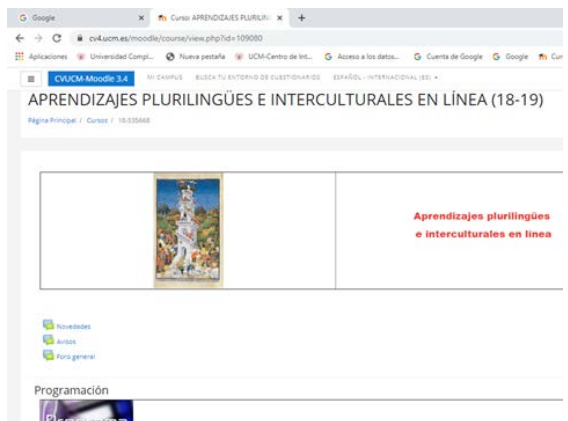 Google
Curso: APRENDIZAJES PLURILIN
cv4.ucm.es/moodle/course/view.php?id=109080
Aplicaciones Universidad Compl... Nueva pestaña UCM-Centro de Int... Acceso a los datos... Cuenta de Google Google Cur
CVUCM-Moodle 3.4 MI CAMPUS BUSCA TU ENTORNO DE CUESTIONARIOS ESPAÑOL - INTERNACIONAL (ES)
APRENDIZAJES PLURILINGÜES E INTERCULTURALES EN LÍNEA (18-19)
Página Principal / Cursos / 18-535668
Aprendizajes plurilingües
e interculturales en línea
Novedades
Avisos
Foro general
Programación